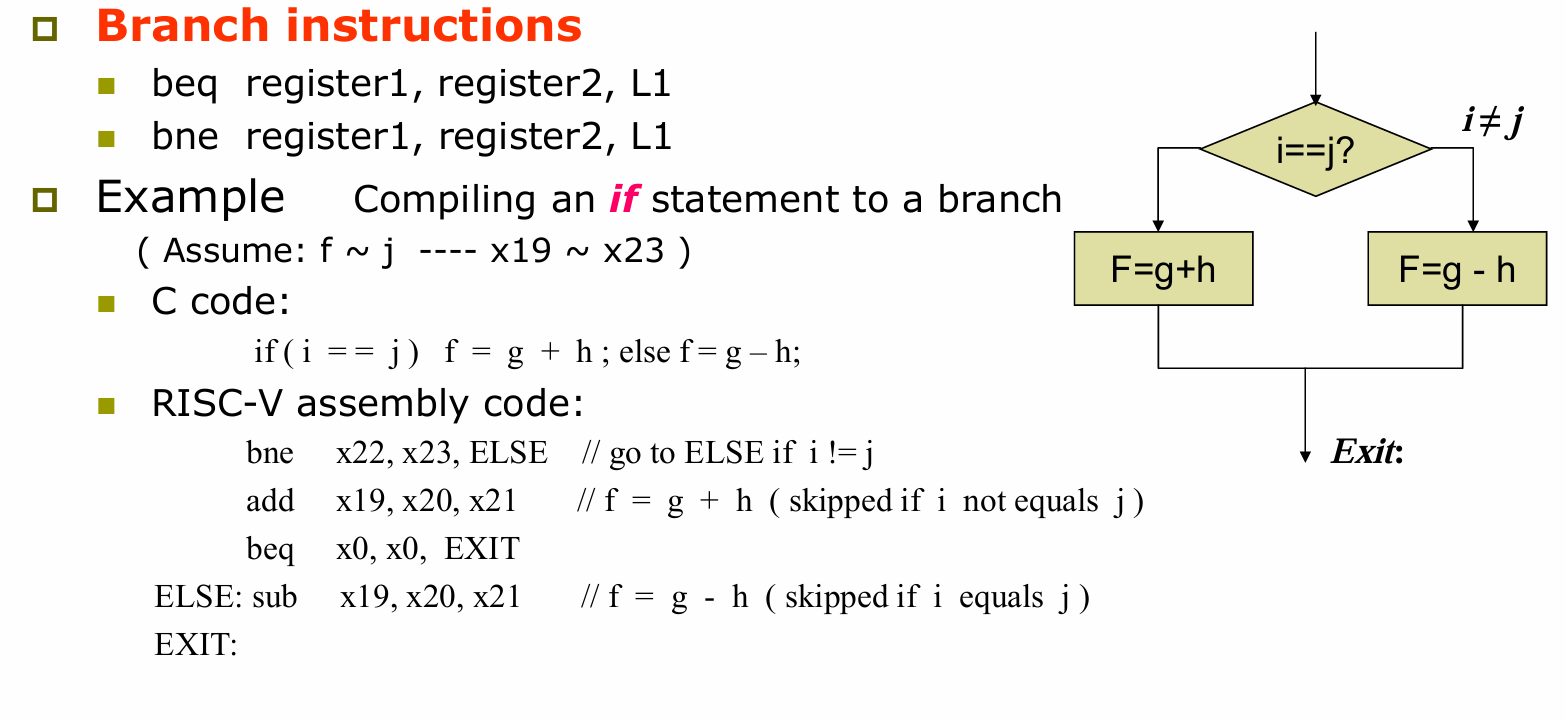 Branch instructions
beq register1, register2, L1
bne register1, register2, L1
Example Compiling an if statement to a branch
( Assume: f ~ j ---- x19 ~ x23 )
C code:
if ( i = = j ) f = g + h ; else f = g – h;
RISC-V assembly code:
bne x22, x23, ELSE // go to ELSE if i != j
add x19, x20, x21 // f = g + h ( skipped if i not equals j )
beq x0, x0, EXIT
ELSE: sub x19, x20, x21 // f = g - h ( skipped if i equals j )
EXIT:
i ≠ j
i==j?
F=g+h
F=g - h
Exit: